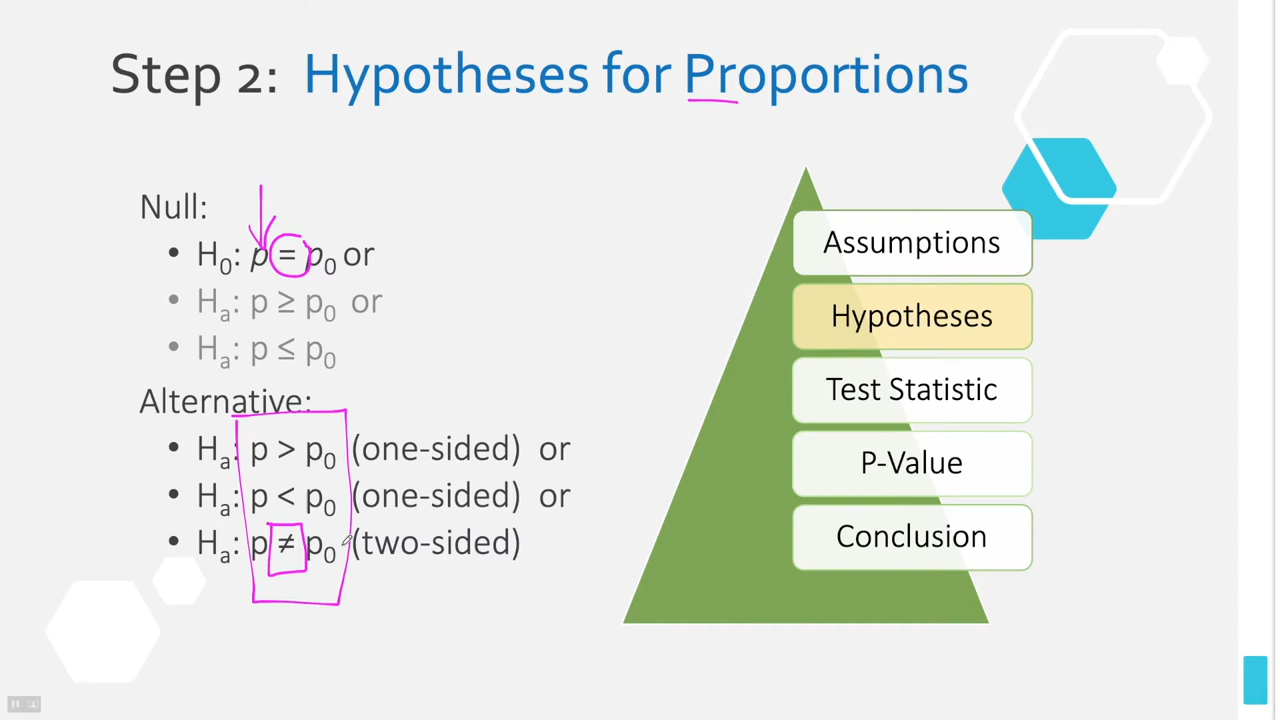 Step 2: Hypotheses for Proportions
Null:
• H₀: p = p₀ or
• Hₐ: p ≥ p₀ or
• Hₐ: p ≤ p₀
Alternative:
• Hₐ: p > p₀ (one-sided) or
• Hₐ: p < p₀ (one-sided) or
• Hₐ: p ≠ p₀ (two-sided)
Assumptions
Hypotheses
Test Statistic
P-Value
Conclusion